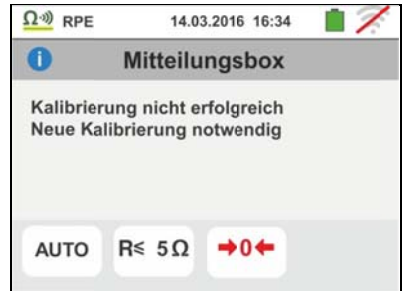 Ω RPE 14.03.2016 16:34
i Mitteilungsbox
Kalibrierung nicht erfolgreich
Neue Kalibrierung notwendig
AUTO R≤ 5Ω →0←